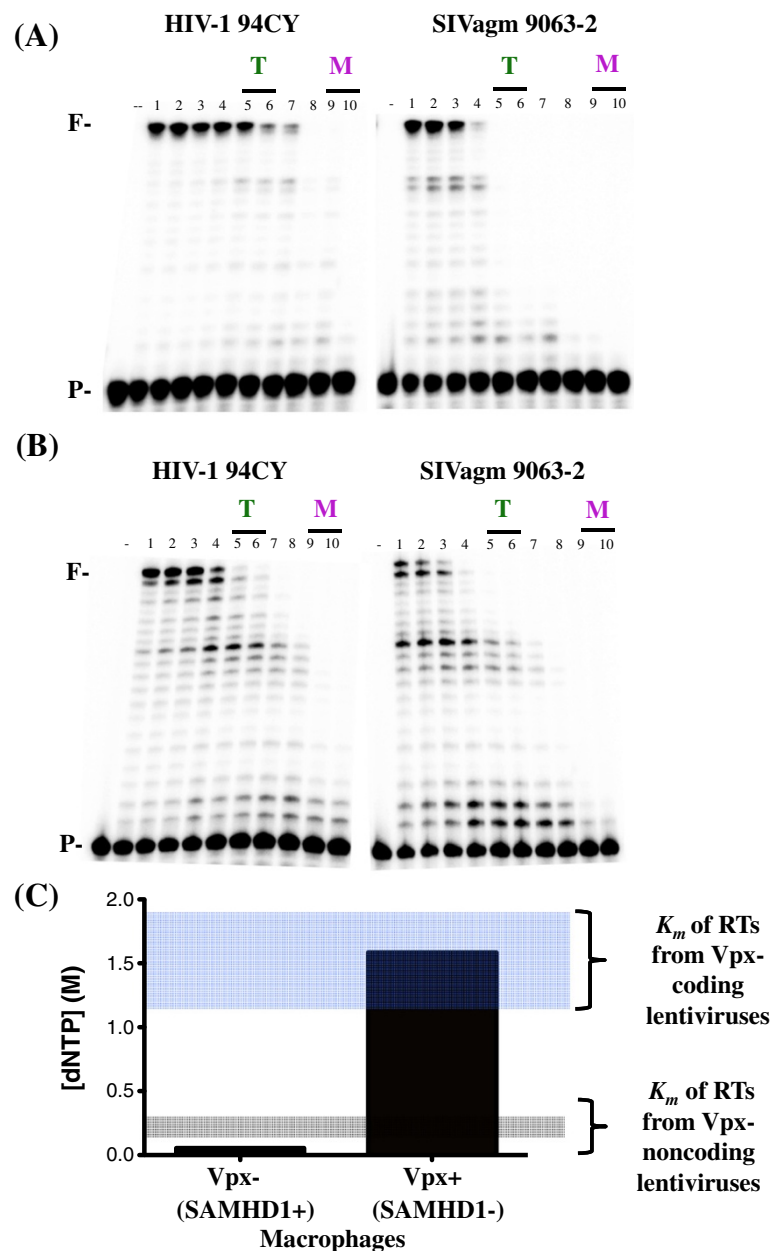 (A)
HIV-1 94CY SIVagm 9063-2
T M T M
-- 1 2 3 4 5 6 7 8 9 10 - 1 2 3 4 5 6 7 8 9 10
F-
P-
(B)
HIV-1 94CY SIVagm 9063-2
T M T M
- 1 2 3 4 5 6 7 8 9 10 - 1 2 3 4 5 6 7 8 9 10
F-
P-
(C)
[dNTP] (M)
2.0
1.5
1.0
0.5
0.0
Km of RTs
from Vpx-
coding
lentiviruses
Km of RTs
from Vpx-
noncoding
lentiviruses
Vpx- Vpx+
(SAMHD1+) (SAMHD1-)
Macrophages